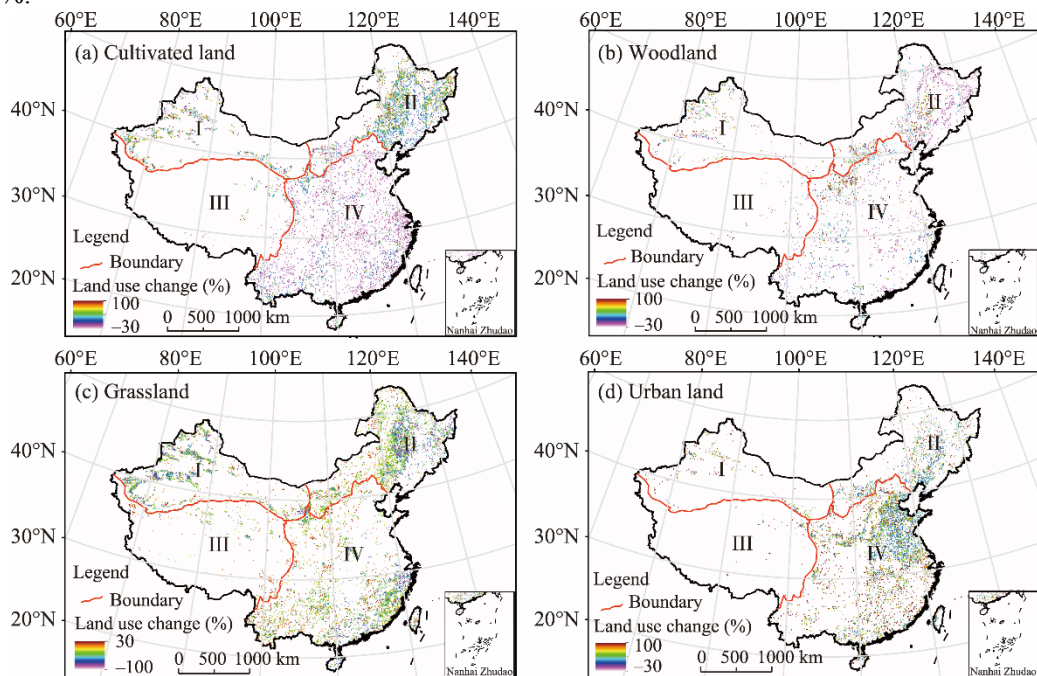 %.
60°E 80°E 100°E 120°E 140°E
(a) Cultivated land
40°N
30°N
20°N
I
II
III
IV
Legend
Boundary
Land use change (%)
100
−30
0 500 1000 km
Nanhai Zhudao
60°E 80°E 100°E 120°E 140°E
(b) Woodland
40°N
30°N
20°N
I
II
III
IV
Legend
Boundary
Land use change (%)
100
−30
0 500 1000 km
Nanhai Zhudao
60°E 80°E 100°E 120°E 140°E
(c) Grassland
40°N
30°N
20°N
I
II
III
IV
Legend
Boundary
Land use change (%)
30
−100
0 500 1000 km
Nanhai Zhudao
60°E 80°E 100°E 120°E 140°E
(d) Urban land
40°N
30°N
20°N
I
II
III
IV
Legend
Boundary
Land use change (%)
100
−30
0 500 1000 km
Nanhai Zhudao